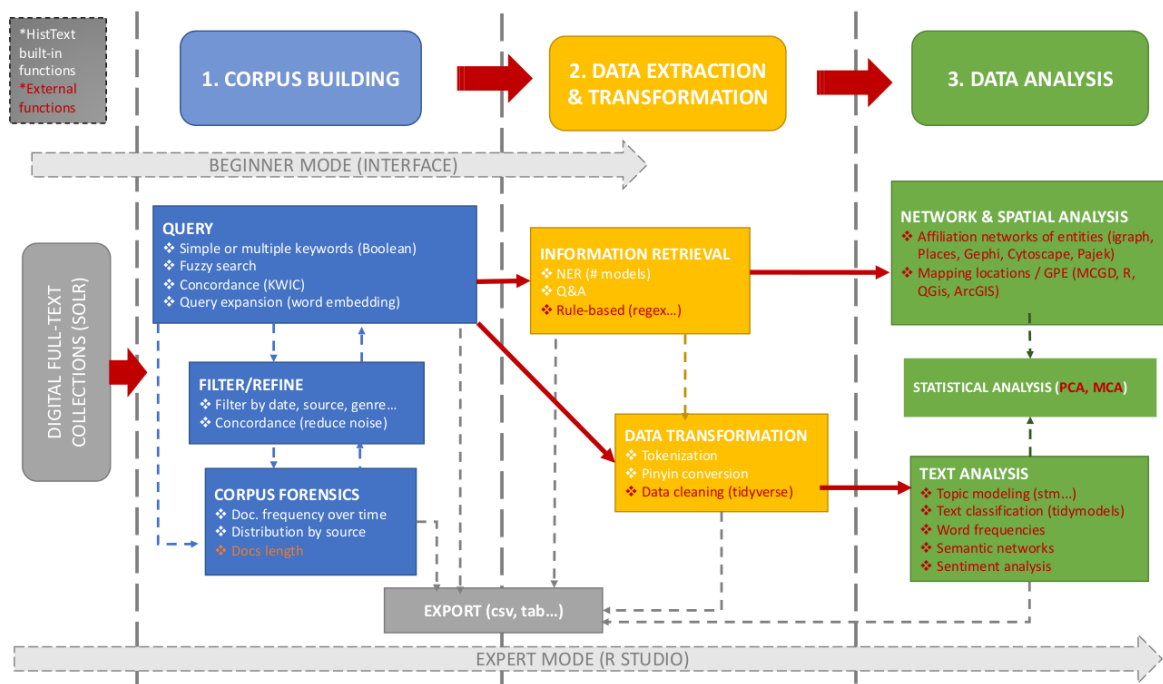 *HistText
built-in
functions
*External
functions
1. CORPUS BUILDING
2. DATA EXTRACTION
& TRANSFORMATION
3. DATA ANALYSIS
BEGINNER MODE (INTERFACE)
DIGITAL FULL-TEXT
COLLECTIONS (SOLR)
QUERY
❖ Simple or multiple keywords (Boolean)
❖ Fuzzy search
❖ Concordance (KWIC)
❖ Query expansion (word embedding)
FILTER/REFINE
❖ Filter by date, source, genre…
❖ Concordance (reduce noise)
CORPUS FORENSICS
❖ Doc. frequency over time
❖ Distribution by source
❖ Docs length
INFORMATION RETRIEVAL
❖ NER (# models)
❖ Q&A
❖ Rule-based (regex…)
DATA TRANSFORMATION
❖ Tokenization
❖ Pinyin conversion
❖ Data cleaning (tidyverse)
NETWORK & SPATIAL ANALYSIS
❖ Affiliation networks of entities (igraph,
Places, Gephi, Cytoscape, Pajek)
❖ Mapping locations / GPE (MCGD, R,
QGis, ArcGIS)
STATISTICAL ANALYSIS (PCA, MCA)
TEXT ANALYSIS
❖ Topic modeling (stm…)
❖ Text classification (tidymodels)
❖ Word frequencies
❖ Semantic networks
❖ Sentiment analysis
EXPORT (csv, tab…)
EXPERT MODE (R STUDIO)